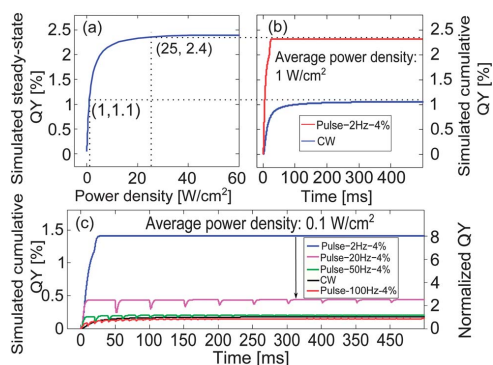 Simulated steady-state
QY [%]
2.5
2
1.5
1
0.5
0
(a)
(25, 2.4)
(1,1.1)
0 10 20 30 40 50 60
Power density [W/cm²]
(b)
Average power density:
1 W/cm²
Pulse-2Hz-4%
CW
0 100 200 300 400
Time [ms]
2.5
2
1.5
1
0.5
0
Simulated cumulative
QY [%]
Simulated cumulative
QY [%]
1.5
1
0.5
0
(c)
Average power density: 0.1 W/cm²
Pulse-2Hz-4%
Pulse-20Hz-4%
Pulse-50Hz-4%
CW
Pulse-100Hz-4%
8
6
4
2
0
Normalized QY
0 50 100 150 200 250 300 350 400 450
Time [ms]